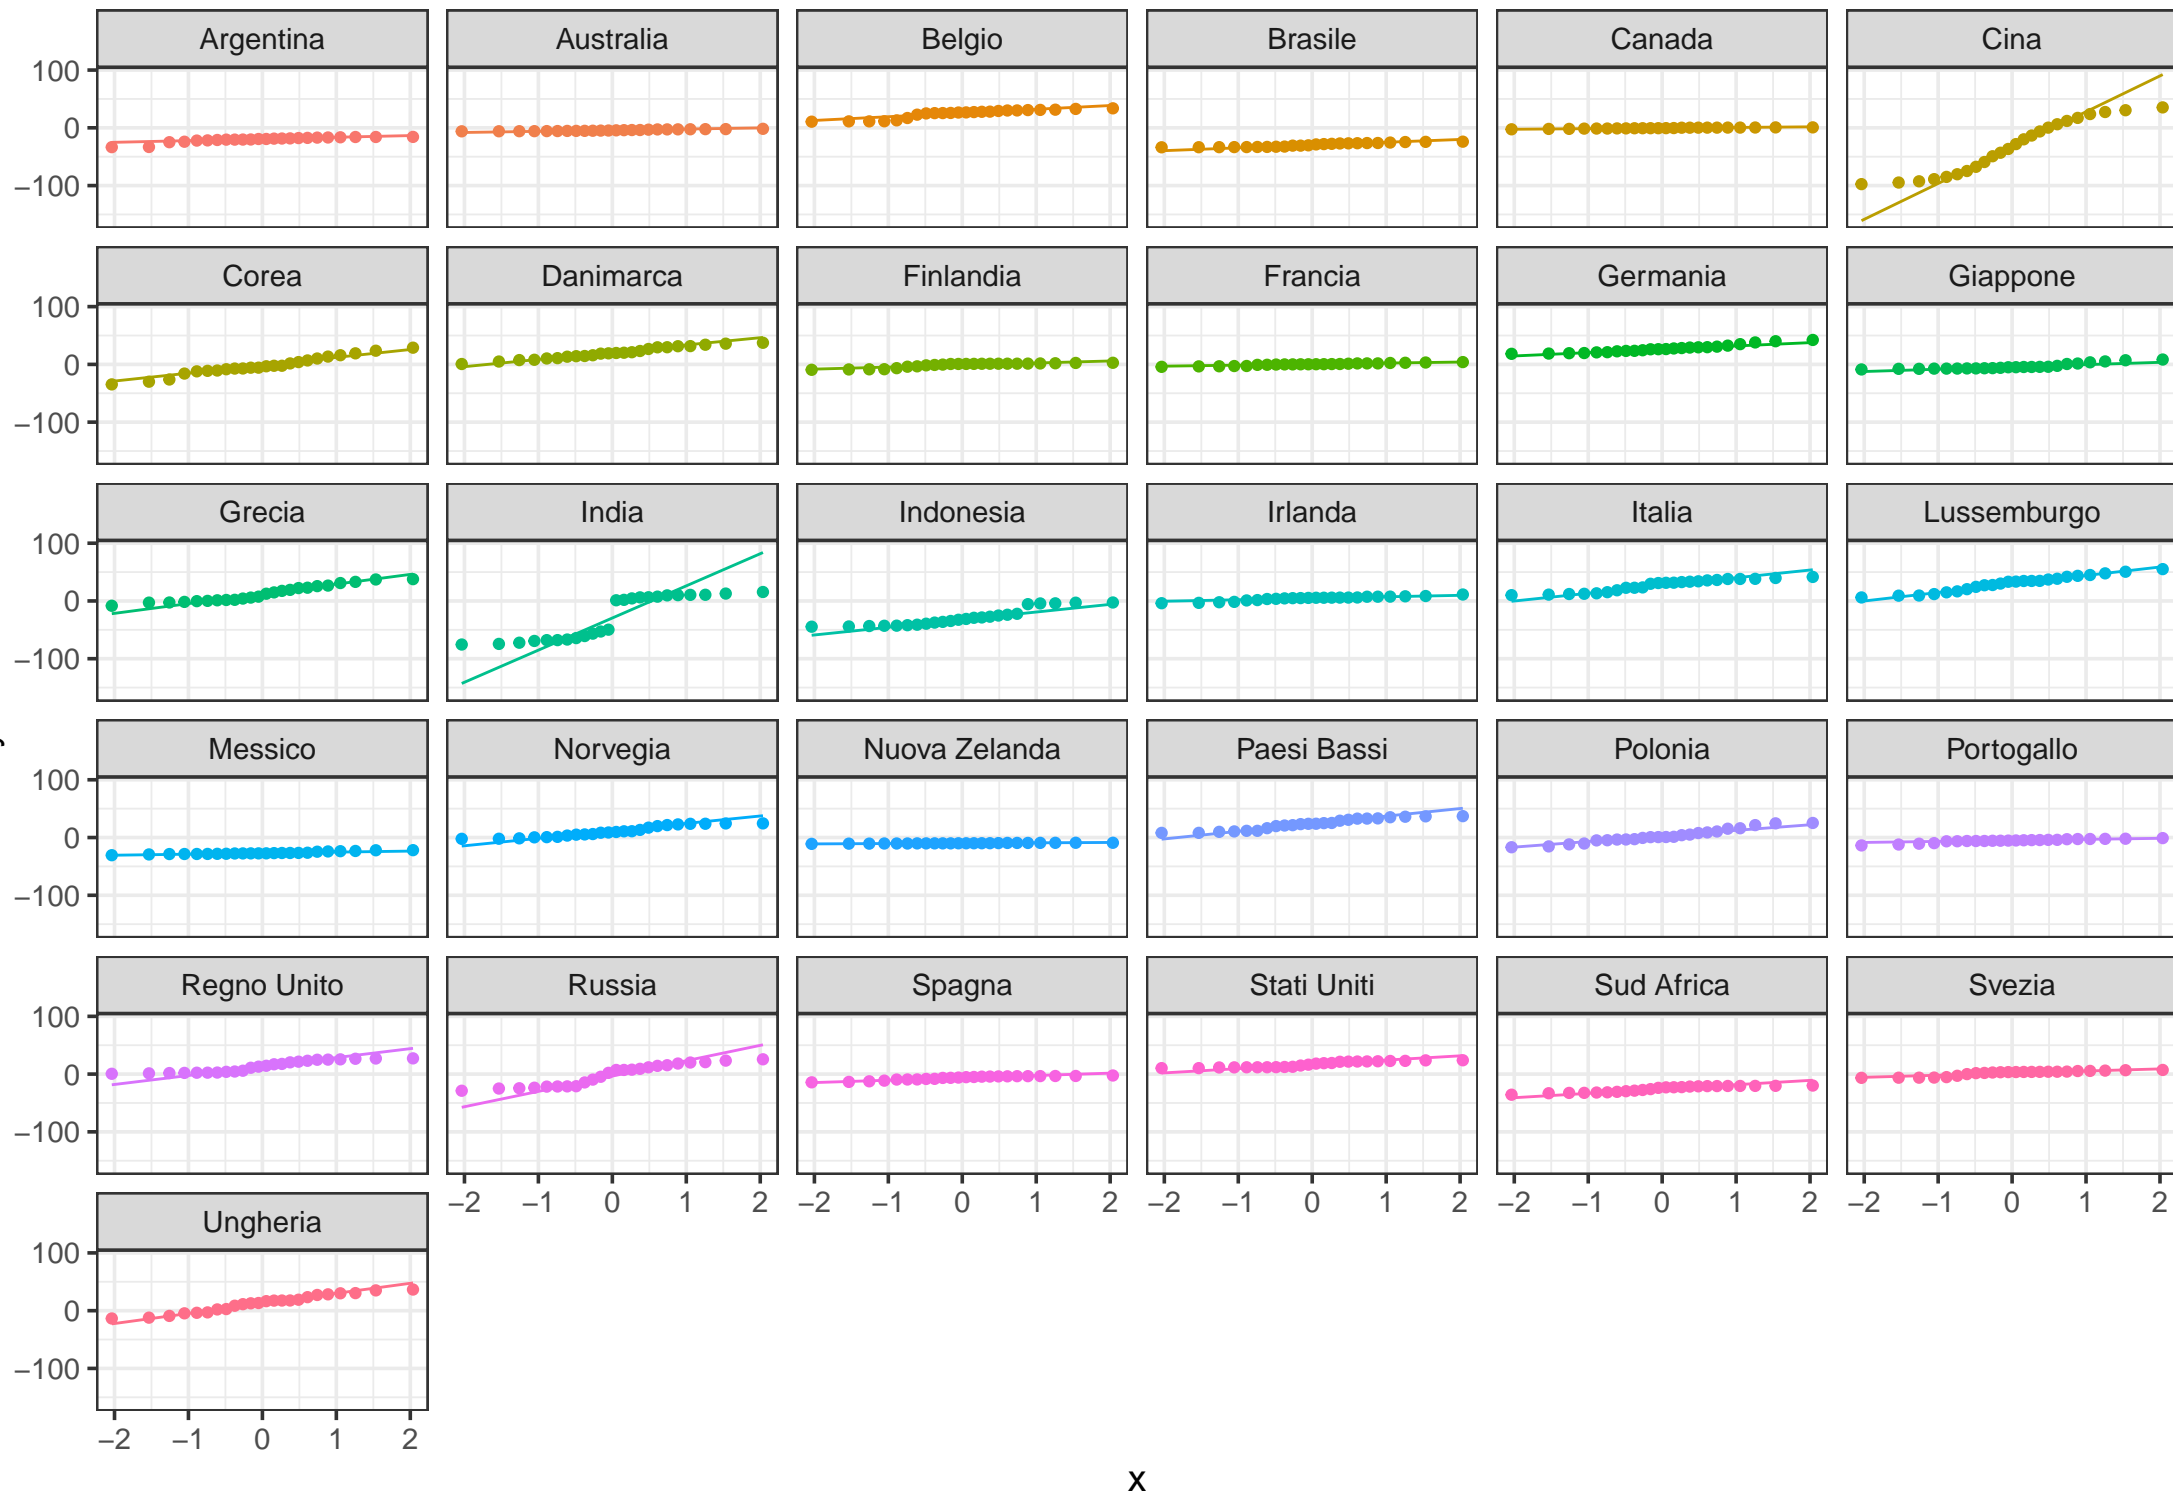 Argentina Australia Belgio Brasile Canada Cina
100
0
−100
Corea Danimarca Finlandia Francia Germania Giappone
100
0
−100
Grecia India Indonesia Irlanda Italia Lussemburgo
100
0
−100
Messico Norvegia Nuova Zelanda Paesi Bassi Polonia Portogallo
100
0
−100
Regno Unito Russia Spagna Stati Uniti Sud Africa Svezia
100
0
−100
−2 −1 0 1 2 −2 −1 0 1 2 −2 −1 0 1 2 −2 −1 0 1 2 −2 −1 0 1 2
Ungheria
100
0
−100
−2 −1 0 1 2
x